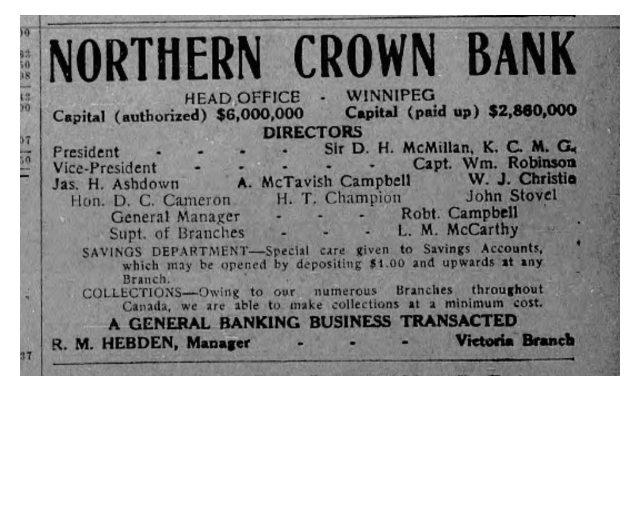 NORTHERN CROWN BANK
HEAD OFFICE - WINNIPEG
Capital (authorized) $6,000,000 Capital (paid up) $2,860,000
DIRECTORS
President - - - - Sir D. H. McMillan, K. C. M. G.
Vice-President - - - - - Capt. Wm. Robinson
Jas. H. Ashdown A. McTavish Campbell W. J. Christie
Hon. D. C. Cameron H. T. Champion John Stovel
General Manager - - - Robt. Campbell
Supt. of Branches - - - L. M. McCarthy
SAVINGS DEPARTMENT—Special care given to Savings Accounts,
which may be opened by depositing $1.00 and upwards at any
Branch.
COLLECTIONS—Owing to our numerous Branches throughout
Canada, we are able to make collections at a minimum cost.
A GENERAL BANKING BUSINESS TRANSACTED
R. M. HEBDEN, Manager - - - Victoria Branch